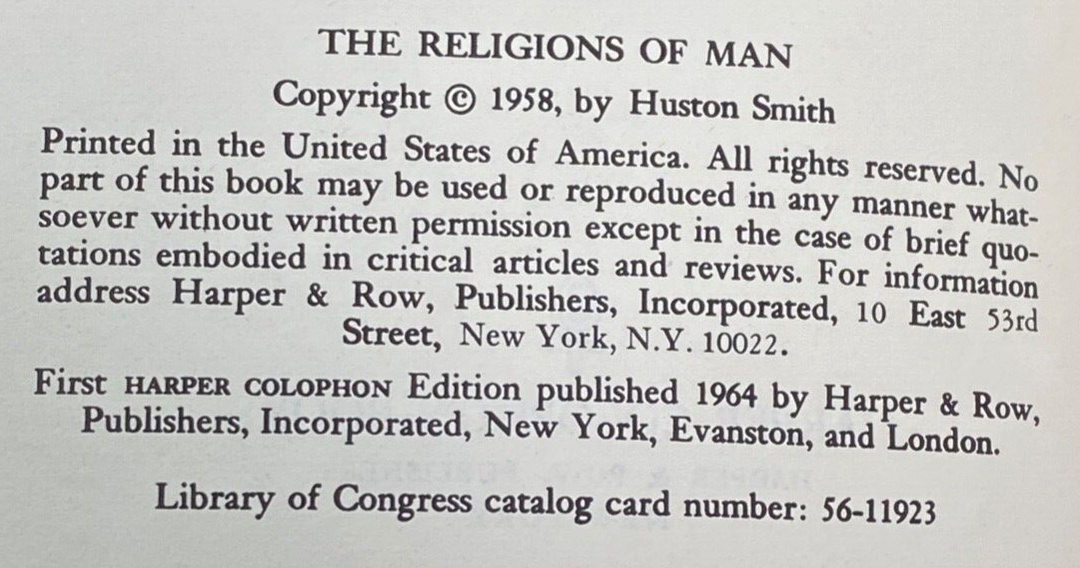 THE RELIGIONS OF MAN
Copyright © 1958, by Huston Smith
Printed in the United States of America. All rights reserved. No
part of this book may be used or reproduced in any manner what-
soever without written permission except in the case of brief quo-
tations embodied in critical articles and reviews. For information
address Harper & Row, Publishers, Incorporated, 10 East 53rd
Street, New York, N.Y. 10022.
First HARPER COLOPHON Edition published 1964 by Harper & Row,
Publishers, Incorporated, New York, Evanston, and London.
Library of Congress catalog card number: 56-11923